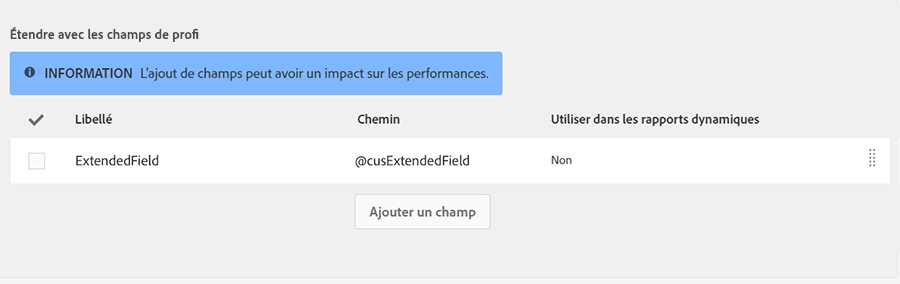 Étendre avec les champs de profi
INFORMATION L'ajout de champs peut avoir un impact sur les performances.
Libellé Chemin Utiliser dans les rapports dynamiques
ExtendedField @cusExtendedField Non
Ajouter un champ